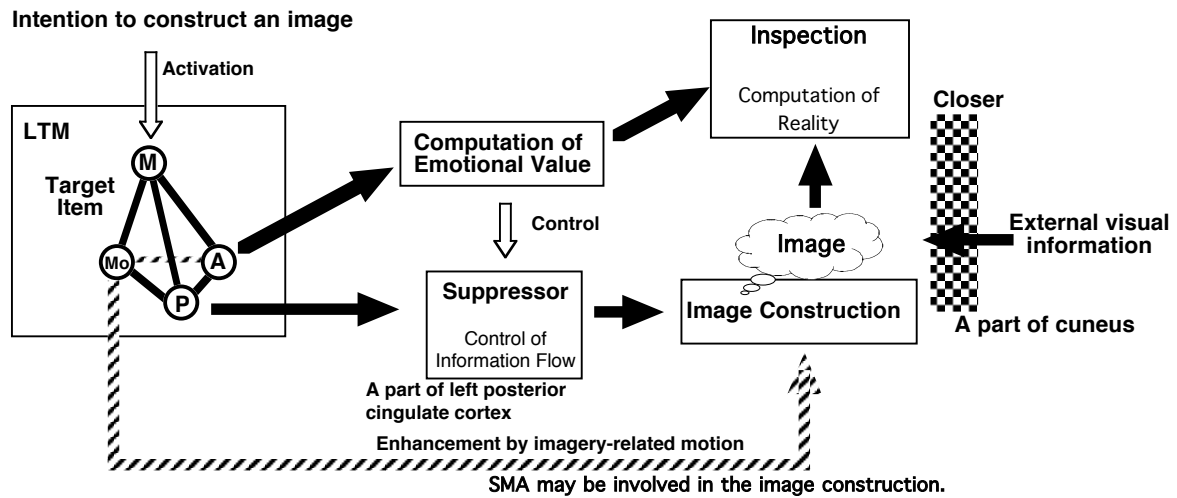 Intention to construct an image
Activation
LTM
M
Target
Item
Mo
A
P
Computation of
Emotional Value
Control
Suppressor
Control of
Information Flow
A part of left posterior
cingulate cortex
Inspection
Computation of
Reality
Image
Image Construction
Closer
External visual
information
A part of cuneus
Enhancement by imagery-related motion
SMA may be involved in the image construction.